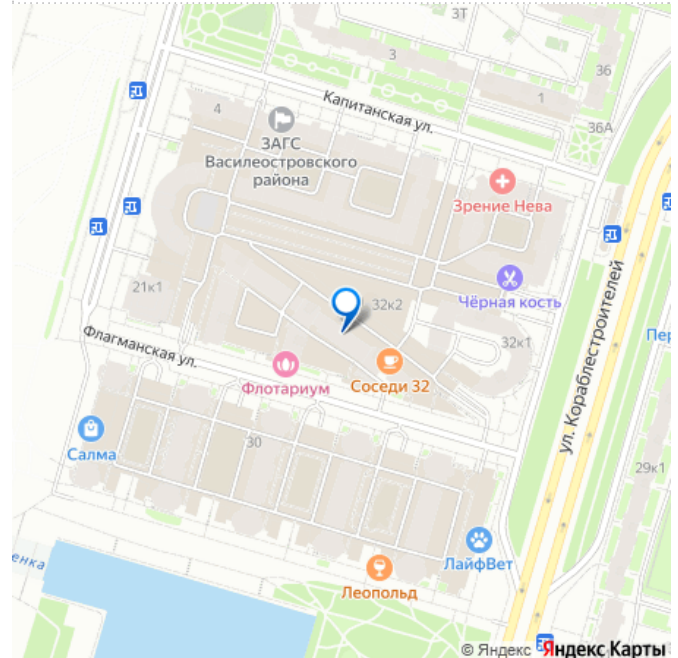 3Т
3
36
1
Капитанская ул.
36А
4
ЗАГС
Василеостровского
района
Зрение Нева
21к1
32к2
Чёрная кость
32к1
Пер
Флагманская ул.
Флотариум
Соседи 32
ул. Кораблестроителей
Салма
30
29к1
енка
ЛайфВет
Леопольд
© Яндекс Яндекс Карты